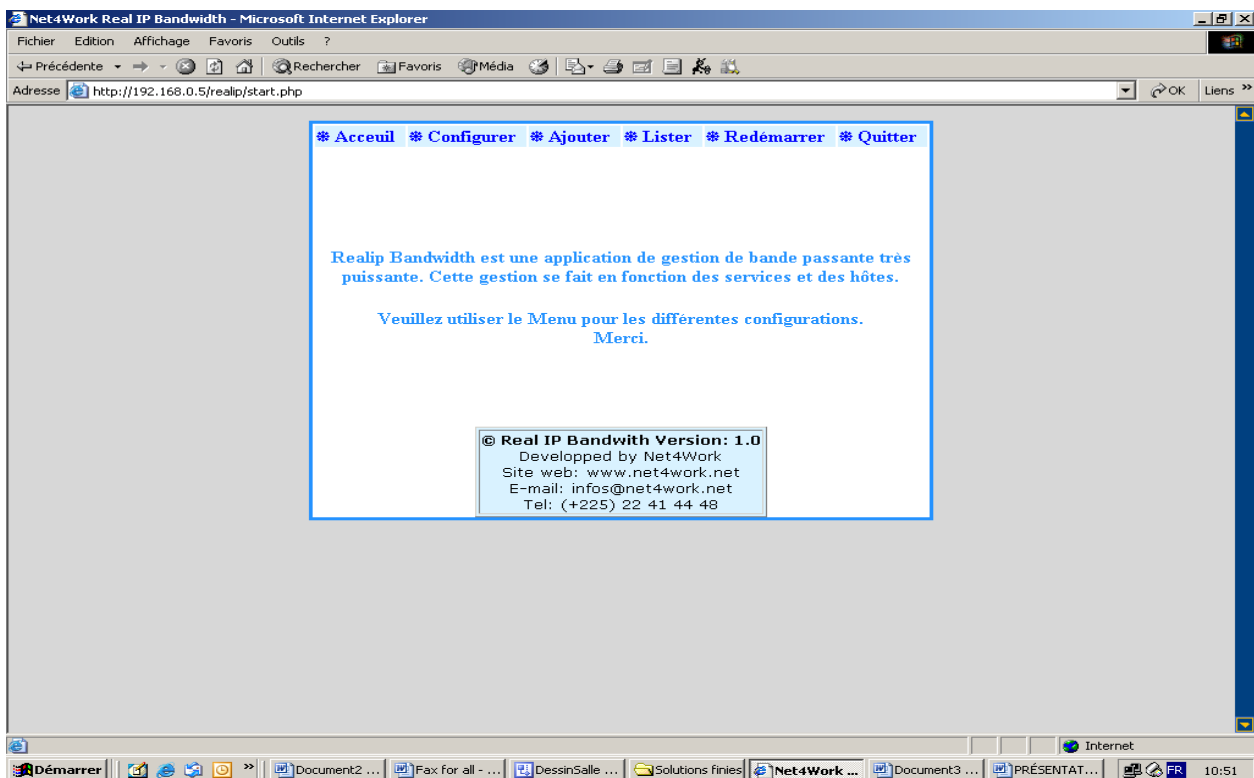 Net4Work Real IP Bandwidth - Microsoft Internet Explorer
Fichier Edition Affichage Favoris Outils ?
Précédente Rechercher Favoris Média
Adresse http://192.168.0.5/realip/start.php OK Liens »
※ Acceuil ※ Configurer ※ Ajouter ※ Lister ※ Redémarrer ※ Quitter
Realip Bandwidth est une application de gestion de bande passante très
puissante. Cette gestion se fait en fonction des services et des hôtes.
Veuillez utiliser le Menu pour les différentes configurations.
Merci.
© Real IP Bandwith Version: 1.0
Developped by Net4Work
Site web: www.net4work.net
E-mail: infos@net4work.net
Tel: (+225) 22 41 44 48
Internet
Démarrer » Document2 ... Fax for all - ... DessinSalle ... Solutions finies Net4Work ... Document3 ... PRÉSENTAT... FR 10:51